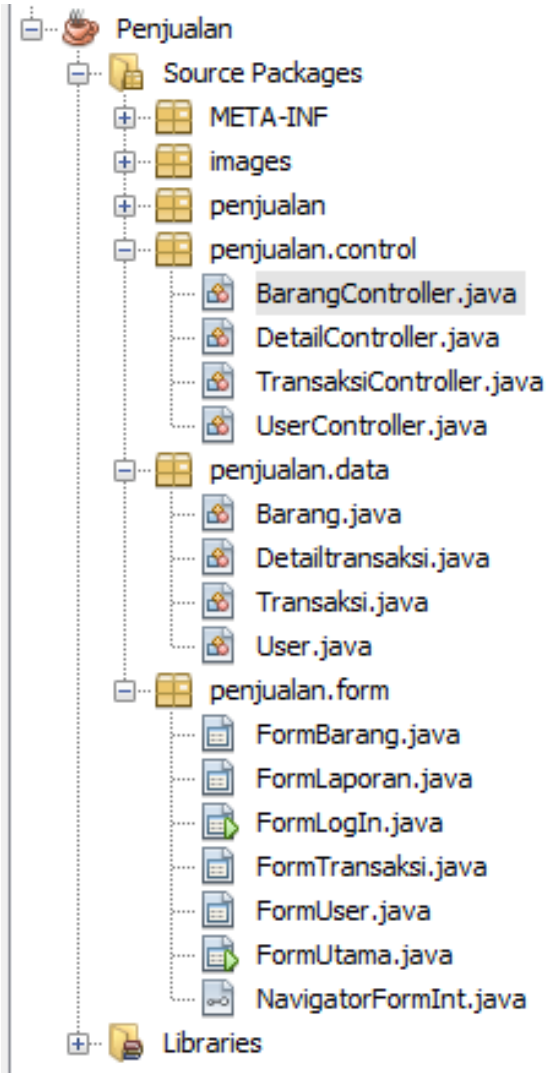 Penjualan
Source Packages
META-INF
images
penjualan
penjualan.control
BarangController.java
DetailController.java
TransaksiController.java
UserController.java
penjualan.data
Barang.java
Detailtransaksi.java
Transaksi.java
User.java
penjualan.form
FormBarang.java
FormLaporan.java
FormLogIn.java
FormTransaksi.java
FormUser.java
FormUtama.java
NavigatorFormInt.java
Libraries